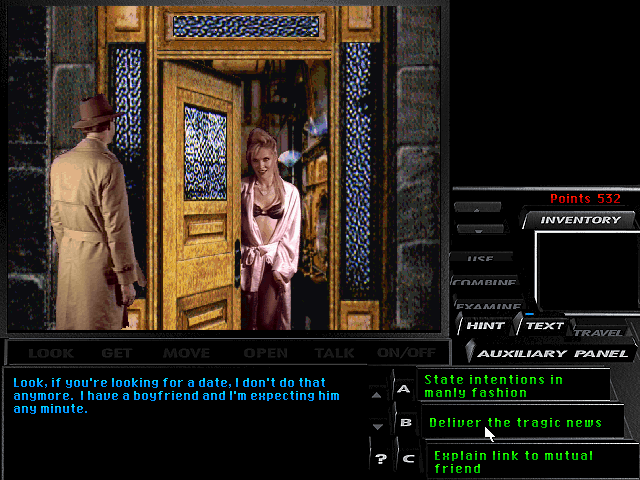 Points 532
INVENTORY
USE
COMBINE
EXAMINE
HINT TEXT TRAVEL
LOOK GET MOVE OPEN TALK ON/OFF
AUXILIARY PANEL
Look, if you're looking for a date, I don't do that
anymore. I have a boyfriend and I'm expecting him
any minute.
A
State intentions in
manly fashion
B
Deliver the tragic news
? C
Explain link to mutual
friend